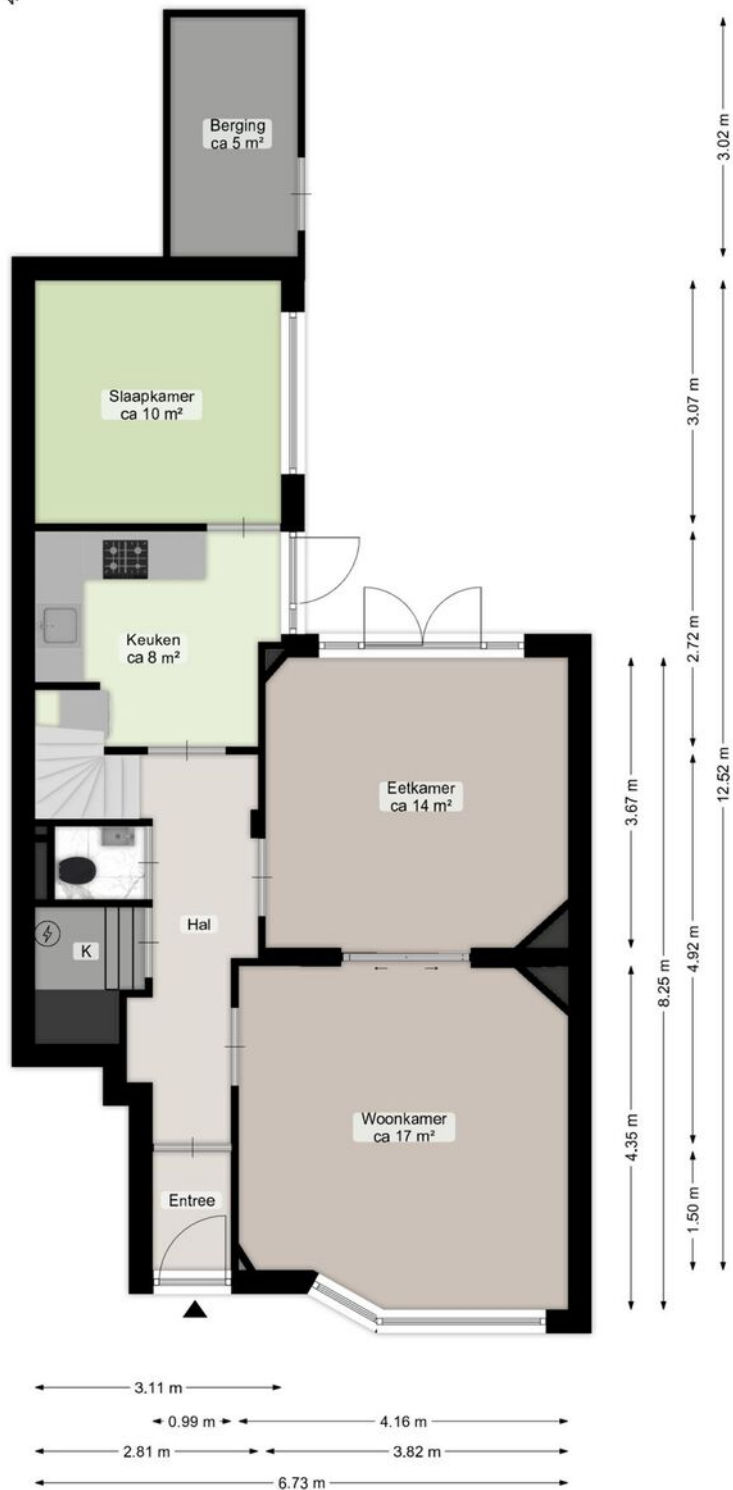 Berging
ca 5 m²
3.02 m
Slaapkamer
ca 10 m²
3.07 m
Keuken
ca 8 m²
2.72 m
12.52 m
Eetkamer
ca 14 m²
3.67 m
Hal
K
4.92 m
8.25 m
Woonkamer
ca 17 m²
4.35 m
Entree
1.50 m
3.11 m
0.99 m
4.16 m
2.81 m
3.82 m
6.73 m